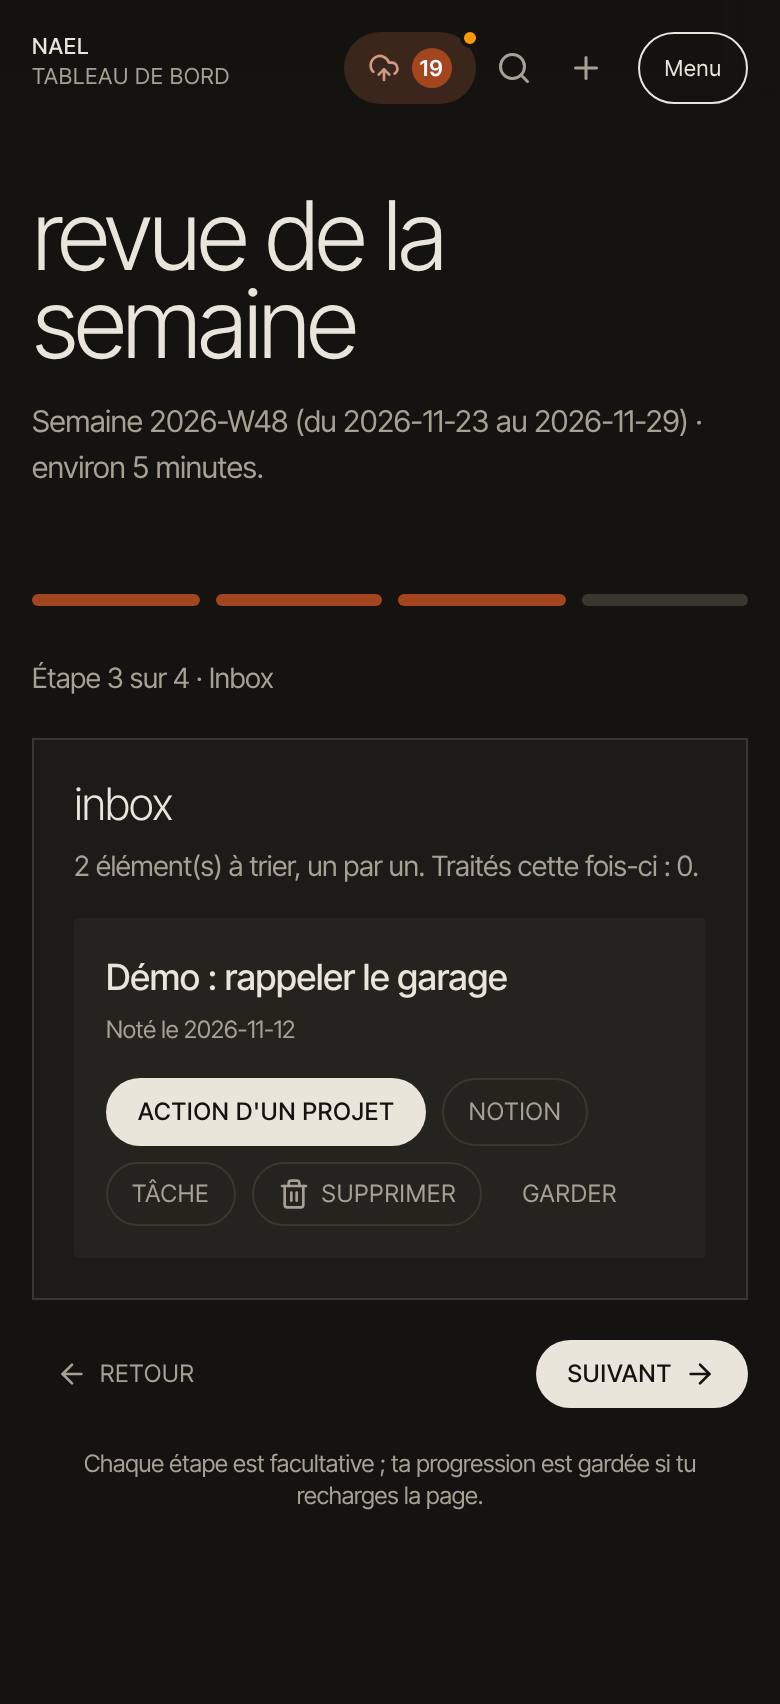 NAEL
TABLEAU DE BORD
19
Menu
revue de la
semaine
Semaine 2026-W48 (du 2026-11-23 au 2026-11-29) ·
environ 5 minutes.
Étape 3 sur 4 · Inbox
inbox
2 élément(s) à trier, un par un. Traités cette fois-ci : 0.
Démo : rappeler le garage
Noté le 2026-11-12
ACTION D'UN PROJET
NOTION
TÂCHE
SUPPRIMER
GARDER
RETOUR
SUIVANT
Chaque étape est facultative ; ta progression est gardée si tu
recharges la page.